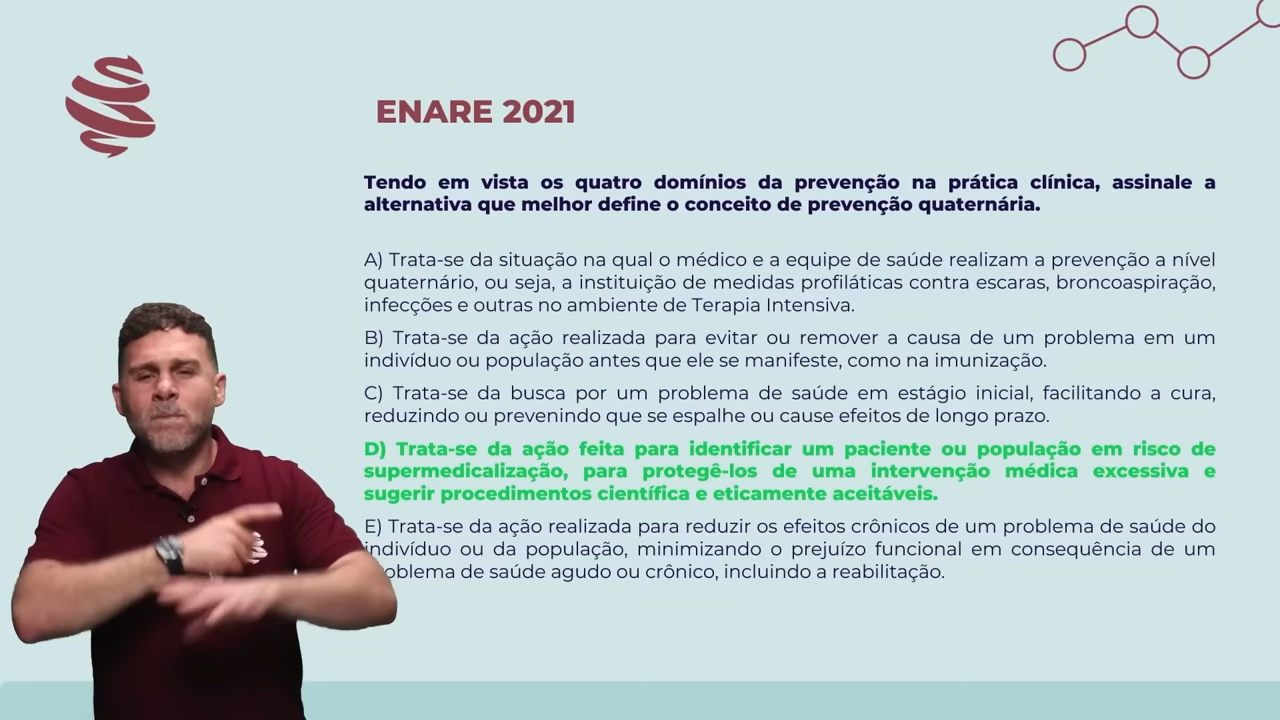 ENARE 2021
Tendo em vista os quatro domínios da prevenção na prática clínica, assinale a
alternativa que melhor define o conceito de prevenção quaternária.
A) Trata-se da situação na qual o médico e a equipe de saúde realizam a prevenção a nível
quaternário, ou seja, a instituição de medidas profiláticas contra escaras, broncoaspiração,
infecções e outras no ambiente de Terapia Intensiva.
B) Trata-se da ação realizada para evitar ou remover a causa de um problema em um
indivíduo ou população antes que ele se manifeste, como na imunização.
C) Trata-se da busca por um problema de saúde em estágio inicial, facilitando a cura,
reduzindo ou prevenindo que se espalhe ou cause efeitos de longo prazo.
D) Trata-se da ação feita para identificar um paciente ou população em risco de
supermedicalização, para protegê-los de uma intervenção médica excessiva e
sugerir procedimentos científica e eticamente aceitáveis.
E) Trata-se da ação realizada para reduzir os efeitos crônicos de um problema de saúde do
indivíduo ou da população, minimizando o prejuízo funcional em consequência de um
oblema de saúde agudo ou crônico, incluindo a reabilitação.